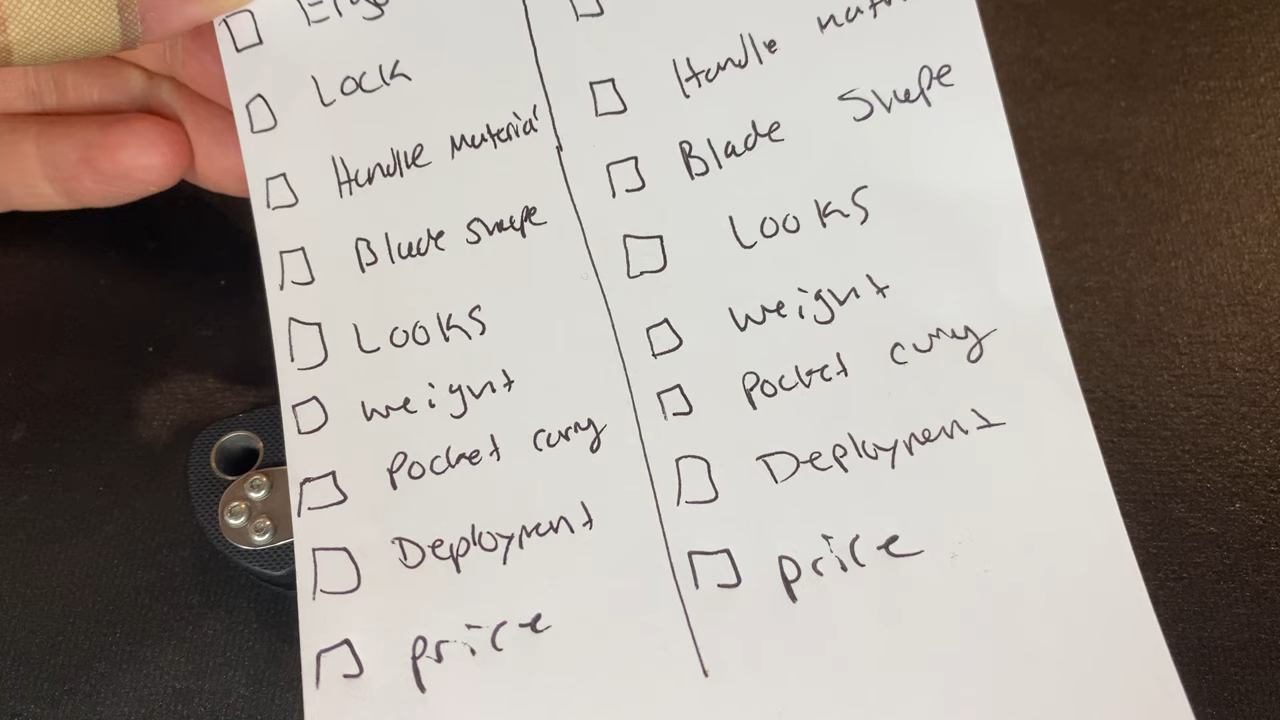 Lock
Handle Material
Blade Shape
Looks
weight
Pocket carry
Deployment
price
Handle
Blade Shape
Looks
weight
Pocket carry
Deployment
price